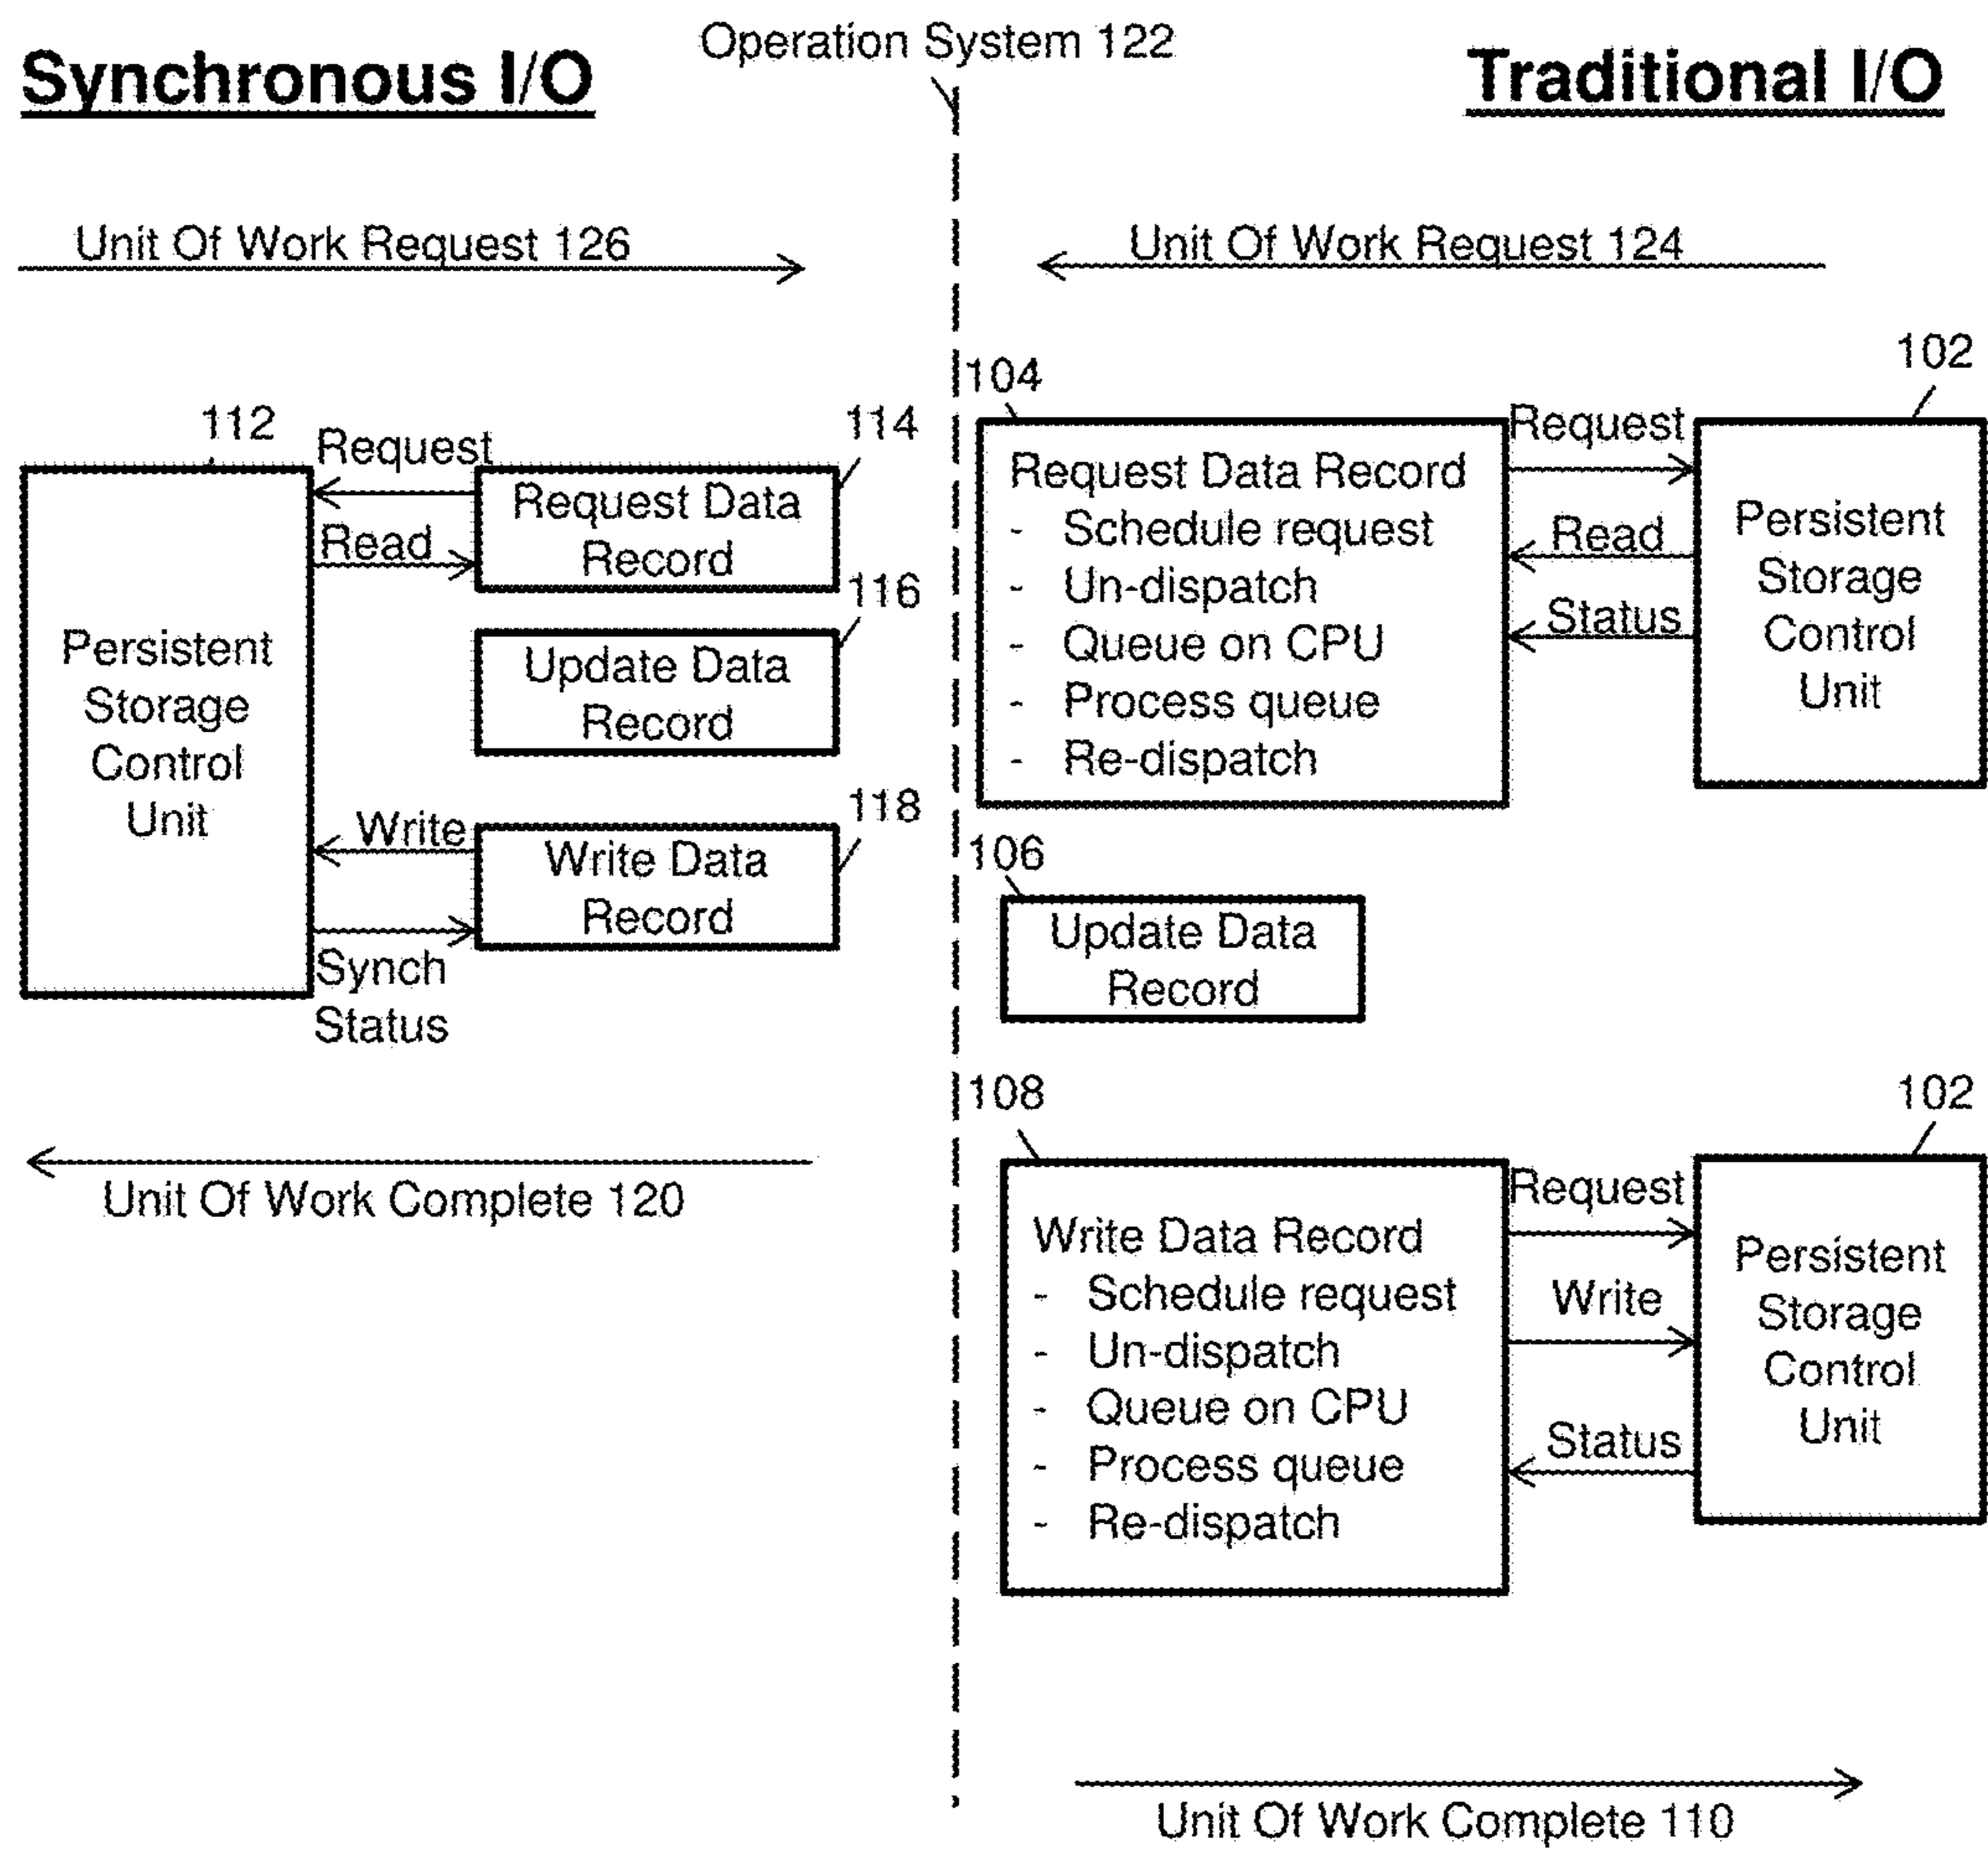 Operation System 122
Synchronous I/O
Traditional I/O
Unit Of Work Request 126
Unit Of Work Request 124
112
Request
Read
114
Request Data
Record
116
Update Data
Record
Persistent
Storage
Control
Unit
118
Write
Write Data
Record
Synch
Status
Unit Of Work Complete 120
104
Request Data Record
- Schedule request
- Un-dispatch
- Queue on CPU
- Process queue
- Re-dispatch
Request
Read
Status
102
Persistent
Storage
Control
Unit
106
Update Data
Record
108
Write Data Record
- Schedule request
- Un-dispatch
- Queue on CPU
- Process queue
- Re-dispatch
Request
Write
Status
102
Persistent
Storage
Control
Unit
Unit Of Work Complete 110